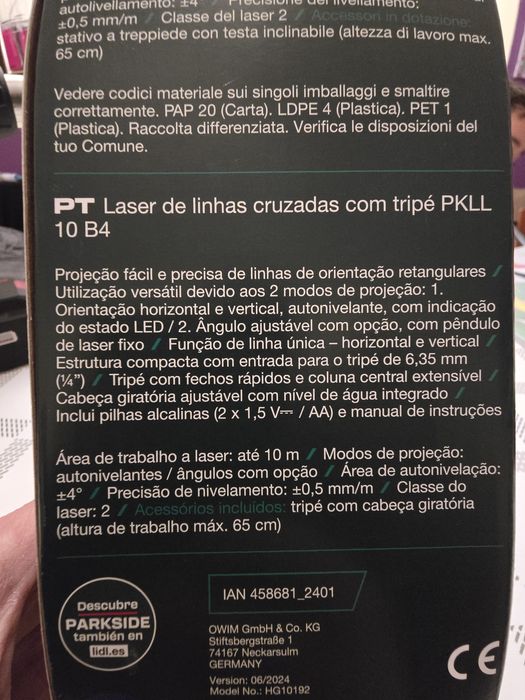 autolivellamento: ±4° / Precisione del livellamento:
±0,5 mm/m / Classe del laser 2 / Accessori in dotazione:
stativo a treppiede con testa inclinabile (altezza di lavoro max.
65 cm)
Vedere codici materiale sui singoli imballaggi e smaltire
correttamente. PAP 20 (Carta). LDPE 4 (Plastica). PET 1
(Plastica). Raccolta differenziata. Verifica le disposizioni del
tuo Comune.
PT Laser de linhas cruzadas com tripé PKLL
10 B4
Projeção fácil e precisa de linhas de orientação retangulares /
Utilização versátil devido aos 2 modos de projeção: 1.
Orientação horizontal e vertical, autonivelante, com indicação
do estado LED / 2. Ângulo ajustável com opção, com pêndulo
de laser fixo / Função de linha única – horizontal e vertical /
Estrutura compacta com entrada para o tripé de 6,35 mm
(¼") / Tripé com fechos rápidos e coluna central extensível /
Cabeça giratória ajustável com nível de água integrado /
Inclui pilhas alcalinas (2 x 1,5 V⎓ / AA) e manual de instruções
Área de trabalho a laser: até 10 m / Modos de projeção:
autonivelantes / ângulos com opção / Área de autonivelação:
±4° / Precisão de nivelamento: ±0,5 mm/m / Classe do
laser: 2 / Acessórios incluídos: tripé com cabeça giratória
(altura de trabalho máx. 65 cm)
Descubre
PARKSIDE
también en
lidl.es
IAN 458681_2401
OWIM GmbH & Co. KG
Stiftsbergstraße 1
74167 Neckarsulm
GERMANY
Version: 06/2024
Model No.: HG10192
CE